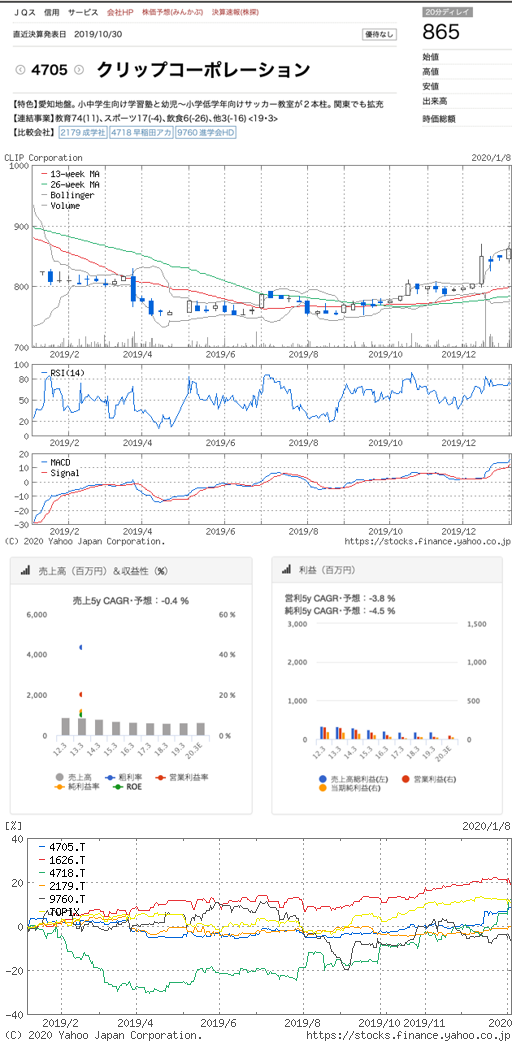 JQス 信用 サービス 会社HP 株価予想(みんかぶ) 決算速報(株探)
20分ディレイ
直近決算発表日 2019/10/30
優待なし
865
4705 クリップコーポレーション
始値
高値
安値
出来高
時価総額
【特色】愛知地盤。小中学生向け学習塾と幼児~小学低学年向けサッカー教室が2本柱。関東でも拡充
【連結事業】教育74(11)、スポーツ17(-4)、飲食6(-26)、他3(-16) <19・3>
【比較会社】 2179 成学社 4718 早稲田アカ 9760 進学会HD
CLIP Corporation 2020/1/8
1000
900
800
700
13-week MA
26-week MA
Bollinger
Volume
2019/2 2019/4 2019/6 2019/8 2019/10 2019/12
100
80
50
20
0
RSI(14)
2019/2 2019/4 2019/6 2019/8 2019/10 2019/12
20
10
0
-10
-20
-30
MACD
Signal
2019/2 2019/4 2019/6 2019/8 2019/10 2019/12
(C) 2020 Yahoo Japan Corporation. https://stocks.finance.yahoo.co.jp
売上高(百万円)&収益性(%)
売上5y CAGR・予想:-0.4 %
6,000 60 %
4,000 40 %
2,000 20 %
0 0 %
12.3 13.3 14.3 15.3 16.3 17.3 18.3 19.3 20.3E
売上高 粗利率 営業利益率
純利益率 ROE
利益(百万円)
営利5y CAGR・予想:-3.8 %
純利5y CAGR・予想:-4.5 %
3,000 1,500
2,000 1,000
1,000 500
0 0
12.3 13.3 14.3 15.3 16.3 17.3 18.3 19.3 20.3E
売上高総利益(左) 営業利益(右)
当期純利益(右)
[%] 2020/1/8
40
20
0
-20
-40
4705.T
1626.T
4718.T
2179.T
9760.T
TOPIX
2019/2 2019/4 2019/6 2019/8 2019/10 2019/11 2020
(C) 2020 Yahoo Japan Corporation. https://stocks.finance.yahoo.co.jp